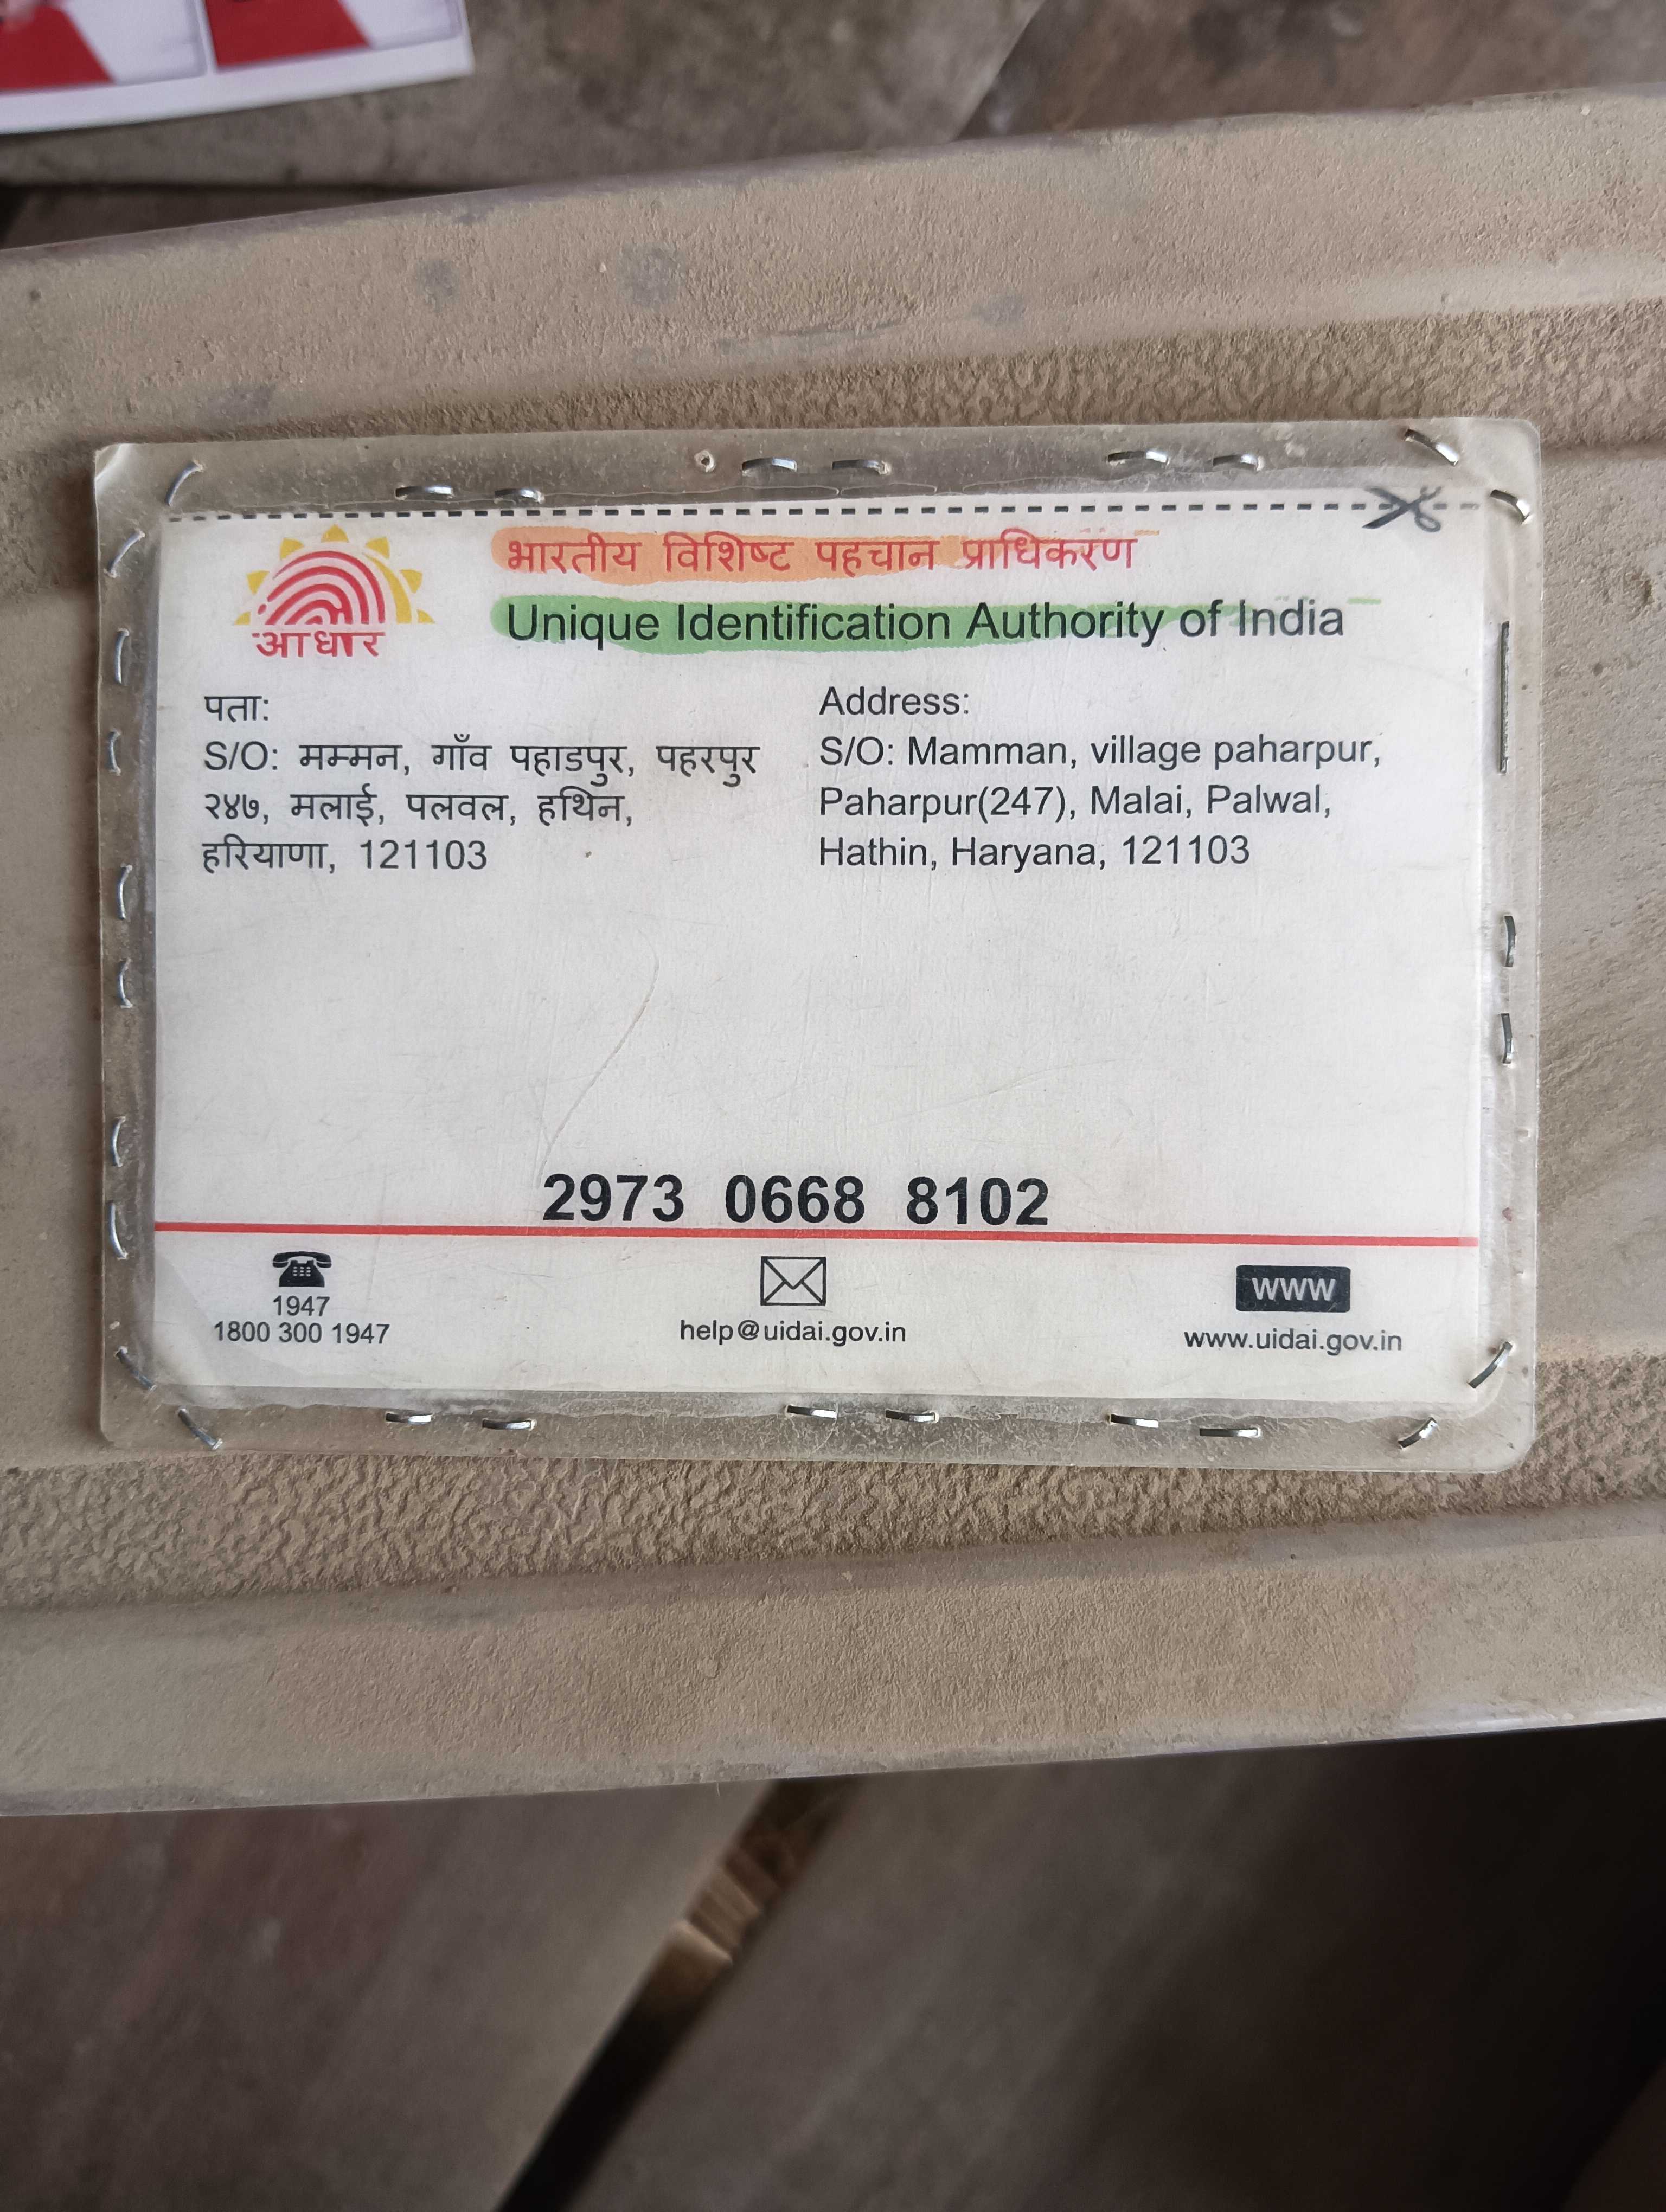 भारतीय विशिष्ट पहचान प्राधिकरण
Unique Identification Authority of India
आधार
पता:
S/O: मम्मन, गाँव पहाडपुर, पहरपुर
२४७, मलाई, पलवल, हथिन,
हरियाणा, 121103
Address:
S/O: Mamman, village paharpur,
Paharpur(247), Malai, Palwal,
Hathin, Haryana, 121103
2973 0668 8102
1947
1800 300 1947
help@uidai.gov.in
WWW
www.uidai.gov.in